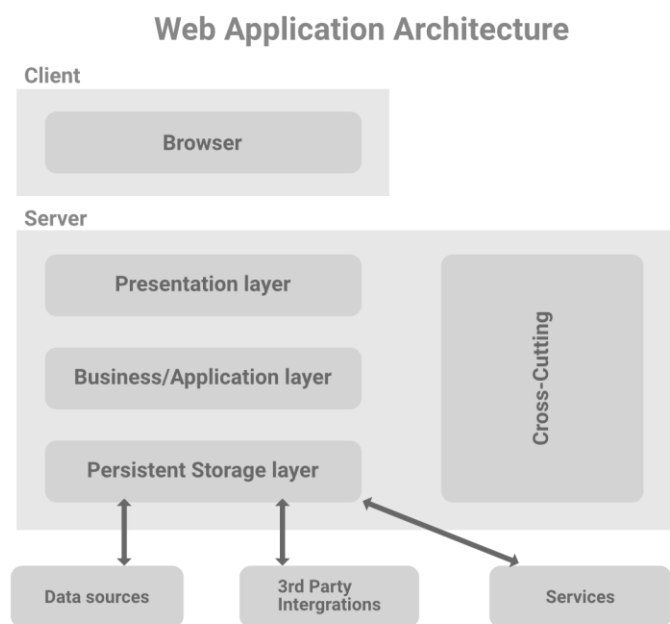 Web Application Architecture
Client
Browser
Server
Presentation layer
Business/Application layer
Persistent Storage layer
Cross-Cutting
Data sources
3rd Party
Intergrations
Services